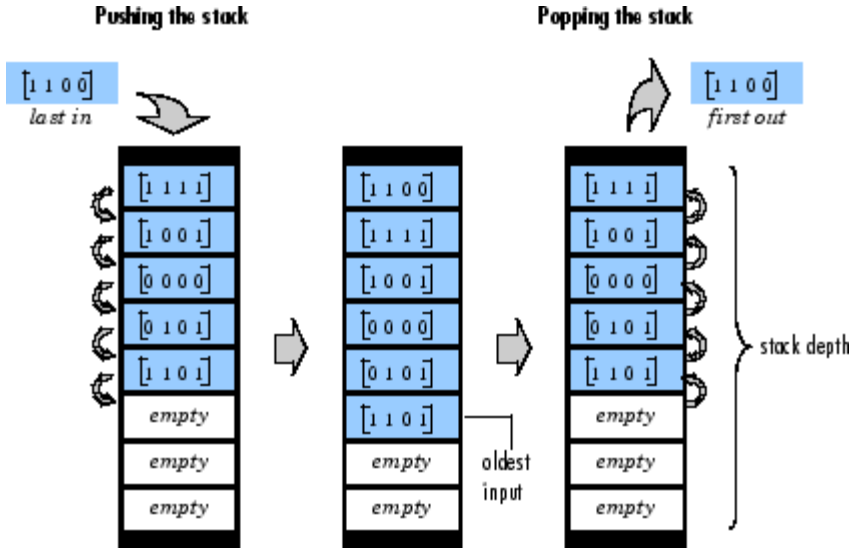 Pushing the stack
Popping the stack
[1 1 0 0]
last in
[1 1 0 0]
first out
[1 1 1 1]
[1 0 0 1]
[0 0 0 0]
[0 1 0 1]
[1 1 0 1]
empty
empty
empty
[1 1 0 0]
[1 1 1 1]
[1 0 0 1]
[0 0 0 0]
[0 1 0 1]
[1 1 0 1]
empty
empty
oldest
input
[1 1 1 1]
[1 0 0 1]
[0 0 0 0]
[0 1 0 1]
[1 1 0 1]
empty
empty
empty
stack depth